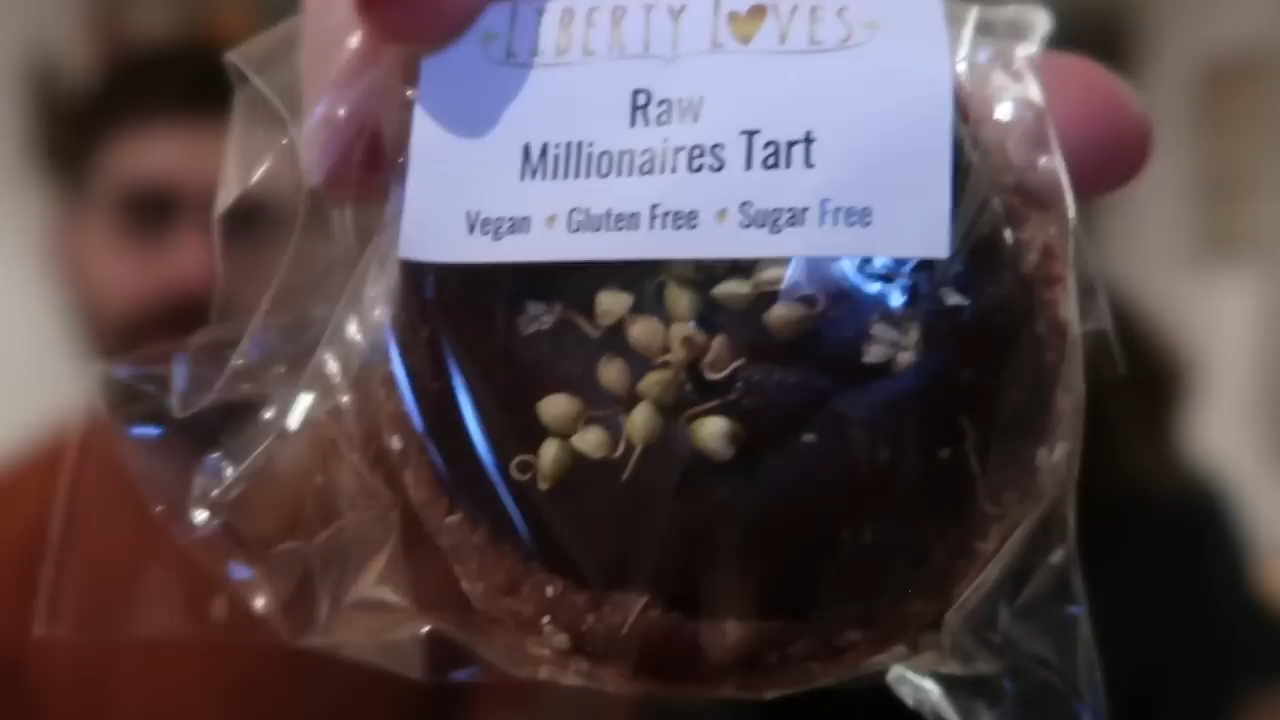 LIBERTY LOVES
Raw
Millionaires Tart
Vegan Gluten Free Sugar Free